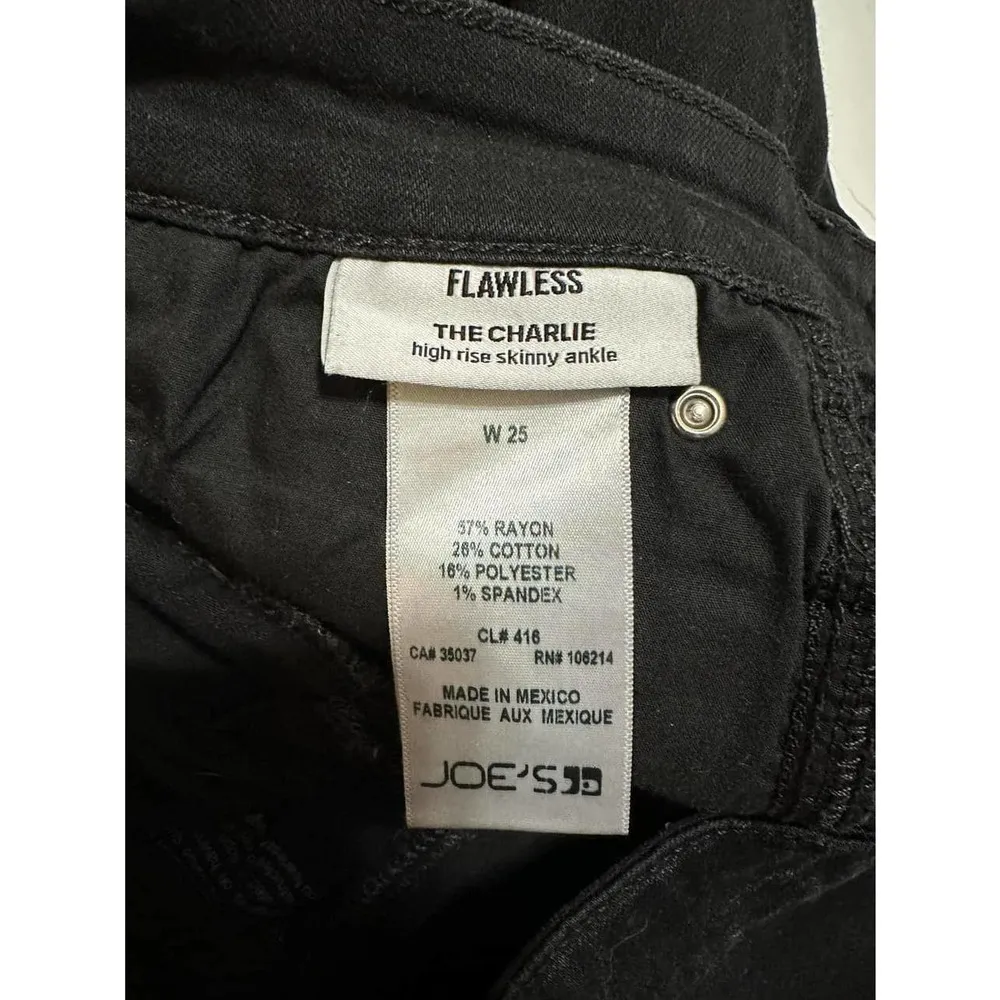 FLAWLESS
THE CHARLIE
high rise skinny ankle
W 25
57% RAYON
26% COTTON
16% POLYESTER
1% SPANDEX
CL# 416
CA# 35037 RN# 106214
MADE IN MEXICO
FABRIQUE AUX MEXIQUE
JOE'S